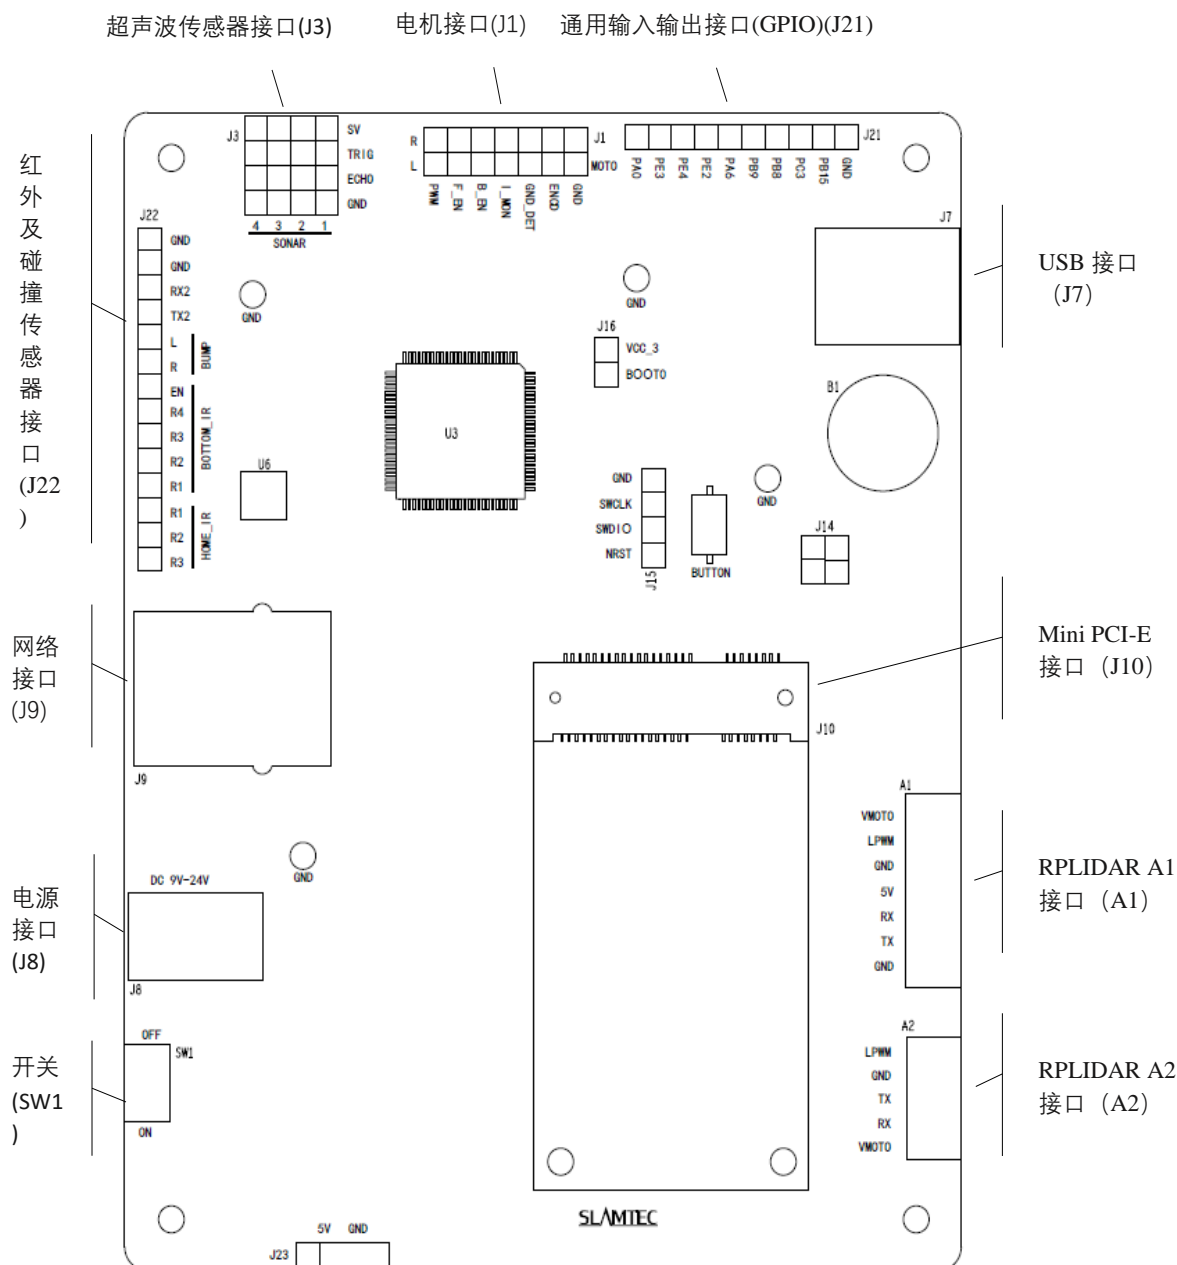 超声波传感器接口(J3)
电机接口(J1)
通用输入输出接口(GPIO)(J21)
J3
5V
TRIG
ECHO
GND
4 3 2 1
SONAR
R
L
J1
MOTO
PWM
F_EN
B_EN
I_MON
GND_DET
ENCD
GND
J21
PA0
PE3
PE4
PE2
PA6
PB9
PB8
PC3
PB15
GND
红
外
及
碰
撞
传
感
器
接
口
(J22
)
J22
GND
GND
RX2
TX2
L
R
BUMP
EN
R4
R3
R2
R1
BOTTOM_IR
R1
R2
R3
HOME_IR
GND
GND
J7
USB 接口
（J7）
J16
VCC_3
BOOT0
B1
U3
U6
GND
SWCLK
SWDIO
NRST
J15
BUTTON
GND
J14
网络
接口
(J9)
J9
Mini PCI-E
接口（J10）
J10
A1
VMOTO
LPWM
GND
5V
RX
TX
GND
RPLIDAR A1
接口（A1）
GND
电源
接口
(J8)
DC 9V-24V
J8
开关
(SW1
)
OFF
SW1
ON
A2
LPWM
GND
TX
RX
VMOTO
RPLIDAR A2
接口（A2）
SLAMTEC
5V GND
J23